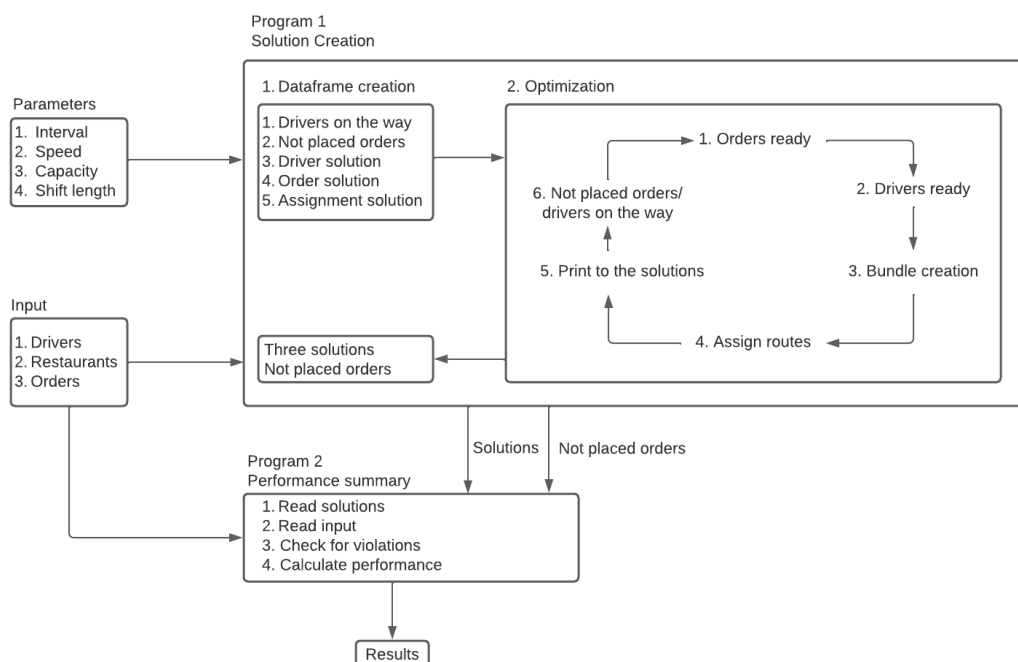 Program 1
Solution Creation
Parameters
1. Interval
2. Speed
3. Capacity
4. Shift length
1. Dataframe creation
1. Drivers on the way
2. Not placed orders
3. Driver solution
4. Order solution
5. Assignment solution
2. Optimization
1. Orders ready
2. Drivers ready
3. Bundle creation
4. Assign routes
5. Print to the solutions
6. Not placed orders/
drivers on the way
Input
1. Drivers
2. Restaurants
3. Orders
Three solutions
Not placed orders
Solutions
Not placed orders
Program 2
Performance summary
1. Read solutions
2. Read input
3. Check for violations
4. Calculate performance
Results